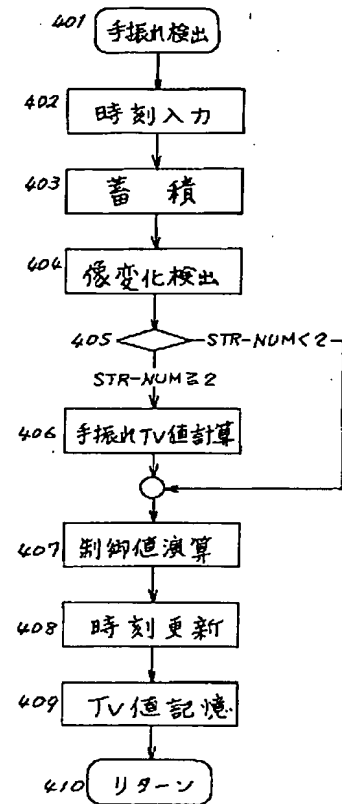 401 手振れ検出
402 時刻入力
403 蓄積
404 像変化検出
405 STR-NUM<2
STR-NUM≧2
406 手振れTV値計算
407 制御値演算
408 時刻更新
409 TV値記憶
410 リターン